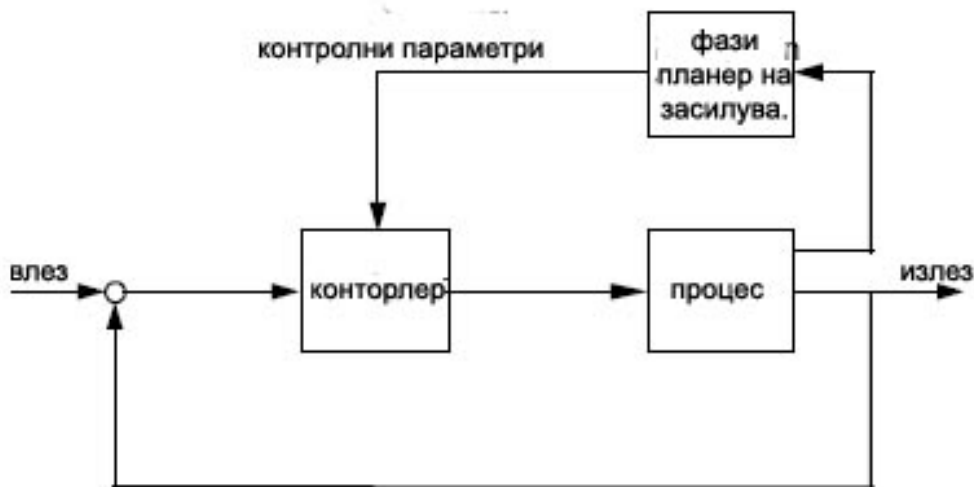 контролни параметри
фази
планер на
засилува.
влез
конторлер
процес
излез